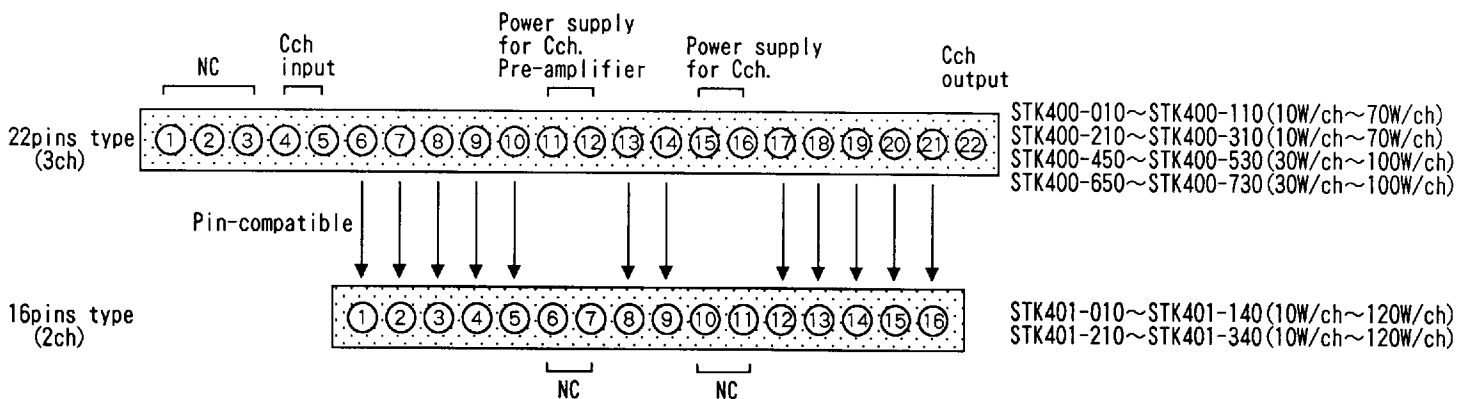 NC
Cch
input
Power supply
for Cch.
Pre-amplifier
Power supply
for Cch.
Cch
output
22pins type
(3ch)
① ② ③ ④ ⑤ ⑥ ⑦ ⑧ ⑨ ⑩ ⑪ ⑫ ⑬ ⑭ ⑮ ⑯ ⑰ ⑱ ⑲ ⑳ ㉑ ㉒
STK400-010~STK400-110(10W/ch~70W/ch)
STK400-210~STK400-310(10W/ch~70W/ch)
STK400-450~STK400-530(30W/ch~100W/ch)
STK400-650~STK400-730(30W/ch~100W/ch)
Pin-compatible
16pins type
(2ch)
① ② ③ ④ ⑤ ⑥ ⑦ ⑧ ⑨ ⑩ ⑪ ⑫ ⑬ ⑭ ⑮ ⑯
STK401-010~STK401-140(10W/ch~120W/ch)
STK401-210~STK401-340(10W/ch~120W/ch)
NC
NC